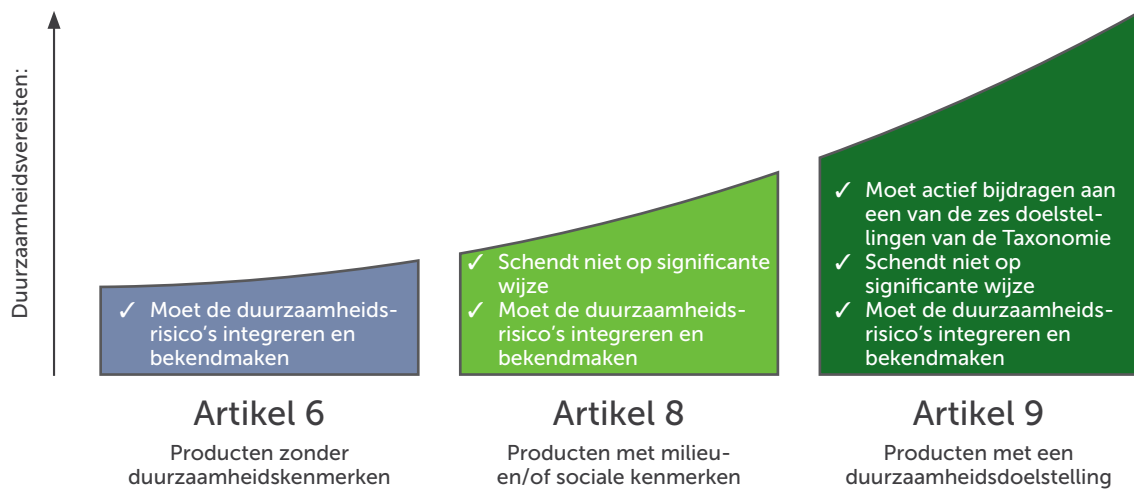 Duurzaamheidsvereisten:
✓ Moet de duurzaamheids-
risico's integreren en
bekendmaken
Artikel 6
Producten zonder
duurzaamheidskenmerken
✓ Schendt niet op significante
wijze
✓ Moet de duurzaamheids-
risico's integreren en
bekendmaken
Artikel 8
Producten met milieu-
en/of sociale kenmerken
✓ Moet actief bijdragen aan
een van de zes doelstel-
lingen van de Taxonomie
✓ Schendt niet op
significante wijze
✓ Moet de duurzaamheids-
risico's integreren en
bekendmaken
Artikel 9
Producten met een
duurzaamheidsdoelstelling